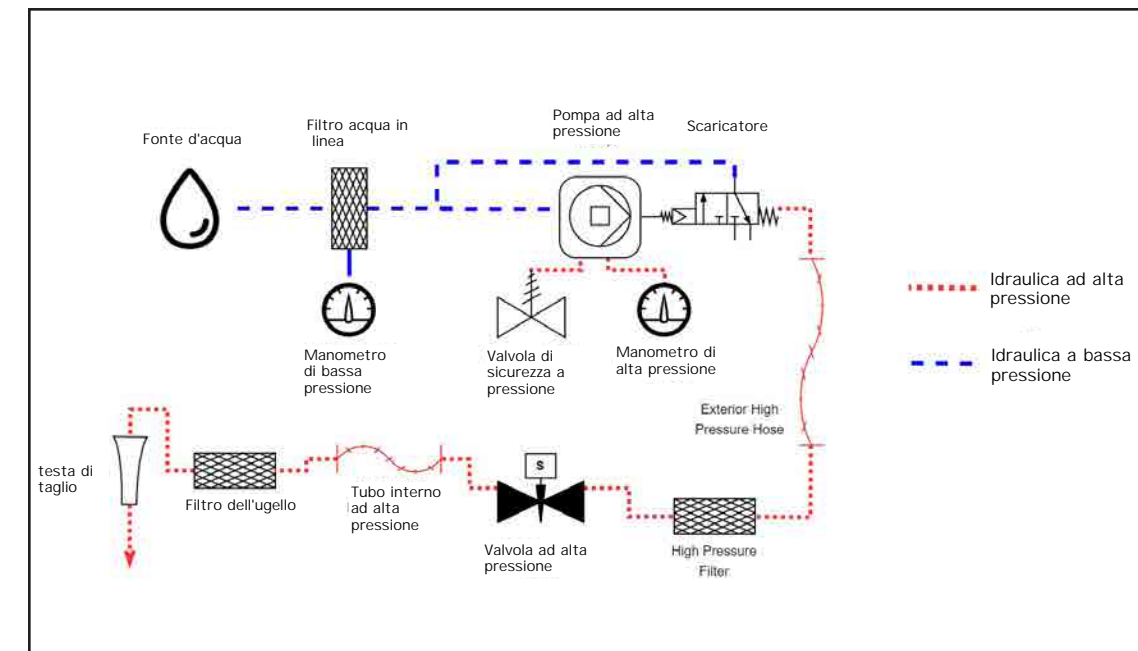 Fonte d'acqua
Filtro acqua in
linea
Pompa ad alta
pressione
Scaricatore
Manometro
di bassa
pressione
Valvola di
sicurezza a
pressione
Manometro di
alta pressione
Idraulica ad alta
pressione
Idraulica a bassa
pressione
Exterior High
Pressure Hose
testa di
taglio
Filtro dell'ugello
Tubo interno
ad alta
pressione
S
Valvola ad alta
pressione
High Pressure
Filter